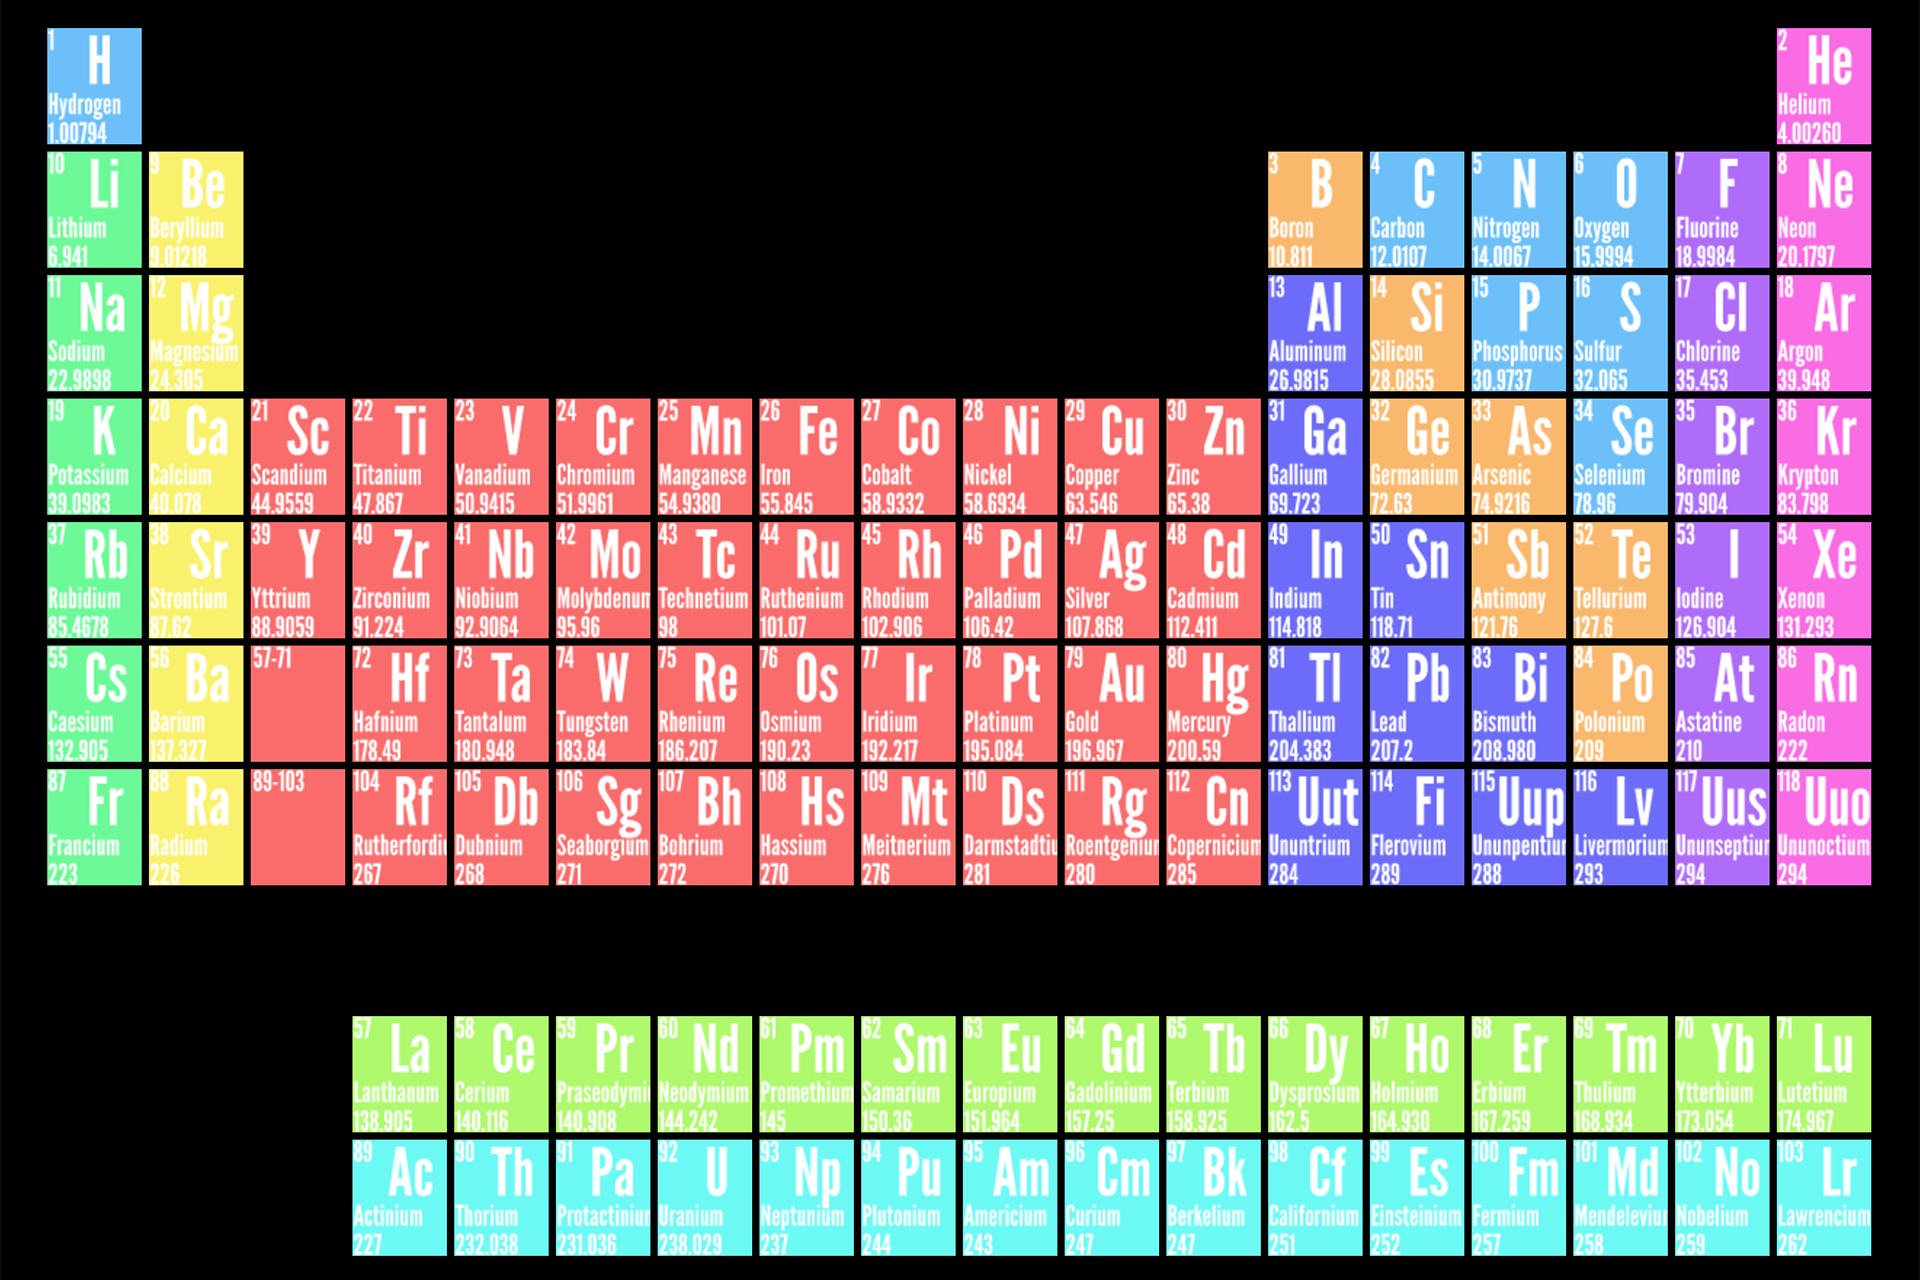 1 H Hydrogen 1.00794
2 He Helium 4.00260
10 Li Lithium 6.941
9 Be Beryllium 9.01218
3 B Boron 10.811
4 C Carbon 12.0107
5 N Nitrogen 14.0067
6 O Oxygen 15.9994
7 F Fluorine 18.9984
8 Ne Neon 20.1797
11 Na Sodium 22.9898
12 Mg Magnesium 24.305
13 Al Aluminum 26.9815
14 Si Silicon 28.0855
15 P Phosphorus 30.9737
16 S Sulfur 32.065
17 Cl Chlorine 35.453
18 Ar Argon 39.948
19 K Potassium 39.0983
20 Ca Calcium 40.078
21 Sc Scandium 44.9559
22 Ti Titanium 47.867
23 V Vanadium 50.9415
24 Cr Chromium 51.9961
25 Mn Manganese 54.9380
26 Fe Iron 55.845
27 Co Cobalt 58.9332
28 Ni Nickel 58.6934
29 Cu Copper 63.546
30 Zn Zinc 65.38
31 Ga Gallium 69.723
32 Ge Germanium 72.63
33 As Arsenic 74.9216
34 Se Selenium 78.96
35 Br Bromine 79.904
36 Kr Krypton 83.798
37 Rb Rubidium 85.4678
38 Sr Strontium 87.62
39 Y Yttrium 88.9059
40 Zr Zirconium 91.224
41 Nb Niobium 92.9064
42 Mo Molybdenum 95.96
43 Tc Technetium 98
44 Ru Ruthenium 101.07
45 Rh Rhodium 102.906
46 Pd Palladium 106.42
47 Ag Silver 107.868
48 Cd Cadmium 112.411
49 In Indium 114.818
50 Sn Tin 118.71
51 Sb Antimony 121.76
52 Te Tellurium 127.6
53 I Iodine 126.904
54 Xe Xenon 131.293
55 Cs Caesium 132.905
56 Ba Barium 137.327
57-71
72 Hf Hafnium 178.49
73 Ta Tantalum 180.948
74 W Tungsten 183.84
75 Re Rhenium 186.207
76 Os Osmium 190.23
77 Ir Iridium 192.217
78 Pt Platinum 195.084
79 Au Gold 196.967
80 Hg Mercury 200.59
81 Tl Thallium 204.383
82 Pb Lead 207.2
83 Bi Bismuth 208.980
84 Po Polonium 209
85 At Astatine 210
86 Rn Radon 222
87 Fr Francium 223
88 Ra Radium 226
89-103
104 Rf Rutherfordi 267
105 Db Dubnium 268
106 Sg Seaborgium 271
107 Bh Bohrium 272
108 Hs Hassium 270
109 Mt Meitnerium 276
110 Ds Darmstadtiu 281
111 Rg Roentgeniu 280
112 Cn Copernicium 285
113 Uut Ununtrium 284
114 Fi Flerovium 289
115 Uup Ununpentiu 288
116 Lv Livermorium 293
117 Uus Ununseptiu 294
118 Uuo Ununoctium 294
57 La Lanthanum 138.905
58 Ce Cerium 140.116
59 Pr Praseodymi 140.908
60 Nd Neodymium 144.242
61 Pm Promethium 145
62 Sm Samarium 150.36
63 Eu Europium 151.964
64 Gd Gadolinium 157.25
65 Tb Terbium 158.925
66 Dy Dysprosium 162.5
67 Ho Holmium 164.930
68 Er Erbium 167.259
69 Tm Thulium 168.934
70 Yb Ytterbium 173.054
71 Lu Lutetium 174.967
89 Ac Actinium 227
90 Th Thorium 232.038
91 Pa Protactiniu 231.036
92 U Uranium 238.029
93 Np Neptunium 237
94 Pu Plutonium 244
95 Am Americium 243
96 Cm Curium 247
97 Bk Berkelium 247
98 Cf Californium 251
99 Es Einsteinium 252
100 Fm Fermium 257
101 Md Mendeleviu 258
102 No Nobelium 259
103 Lr Lawrencium 262